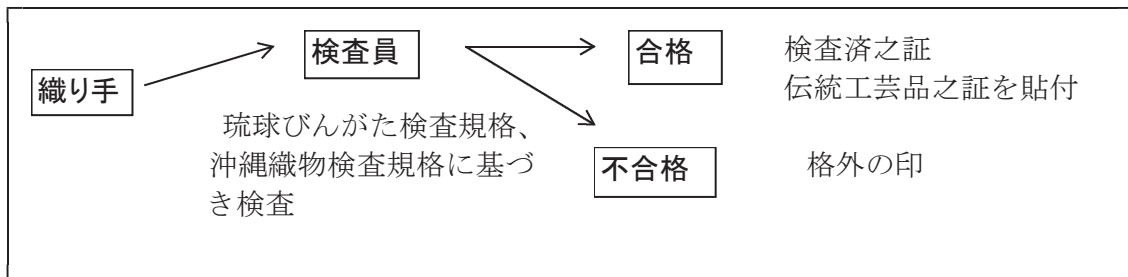 織り手
検査員
琉球びんがた検査規格、
沖縄織物検査規格に基づ
き検査
合格
検査済之証
伝統工芸品之証を貼付
不合格
格外の印